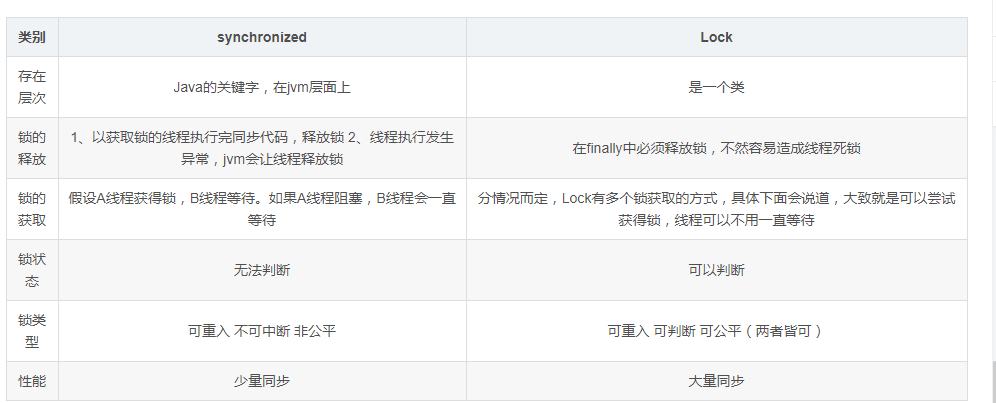 类别 synchronized Lock
存在
层次
Java的关键字，在jvm层面上
是一个类
锁的
释放
1、以获取锁的线程执行完同步代码，释放锁 2、线程执行发生
异常，jvm会让线程释放锁
在finally中必须释放锁，不然容易造成线程死锁
锁的
获取
假设A线程获得锁，B线程等待。如果A线程阻塞，B线程会一直
等待
分情况而定，Lock有多个锁获取的方式，具体下面会说道，大致就是可以尝试
获得锁，线程可以不用一直等待
锁状
态
无法判断
可以判断
锁类
型
可重入 不可中断 非公平
可重入 可判断 可公平（两者皆可）
性能 少量同步 大量同步